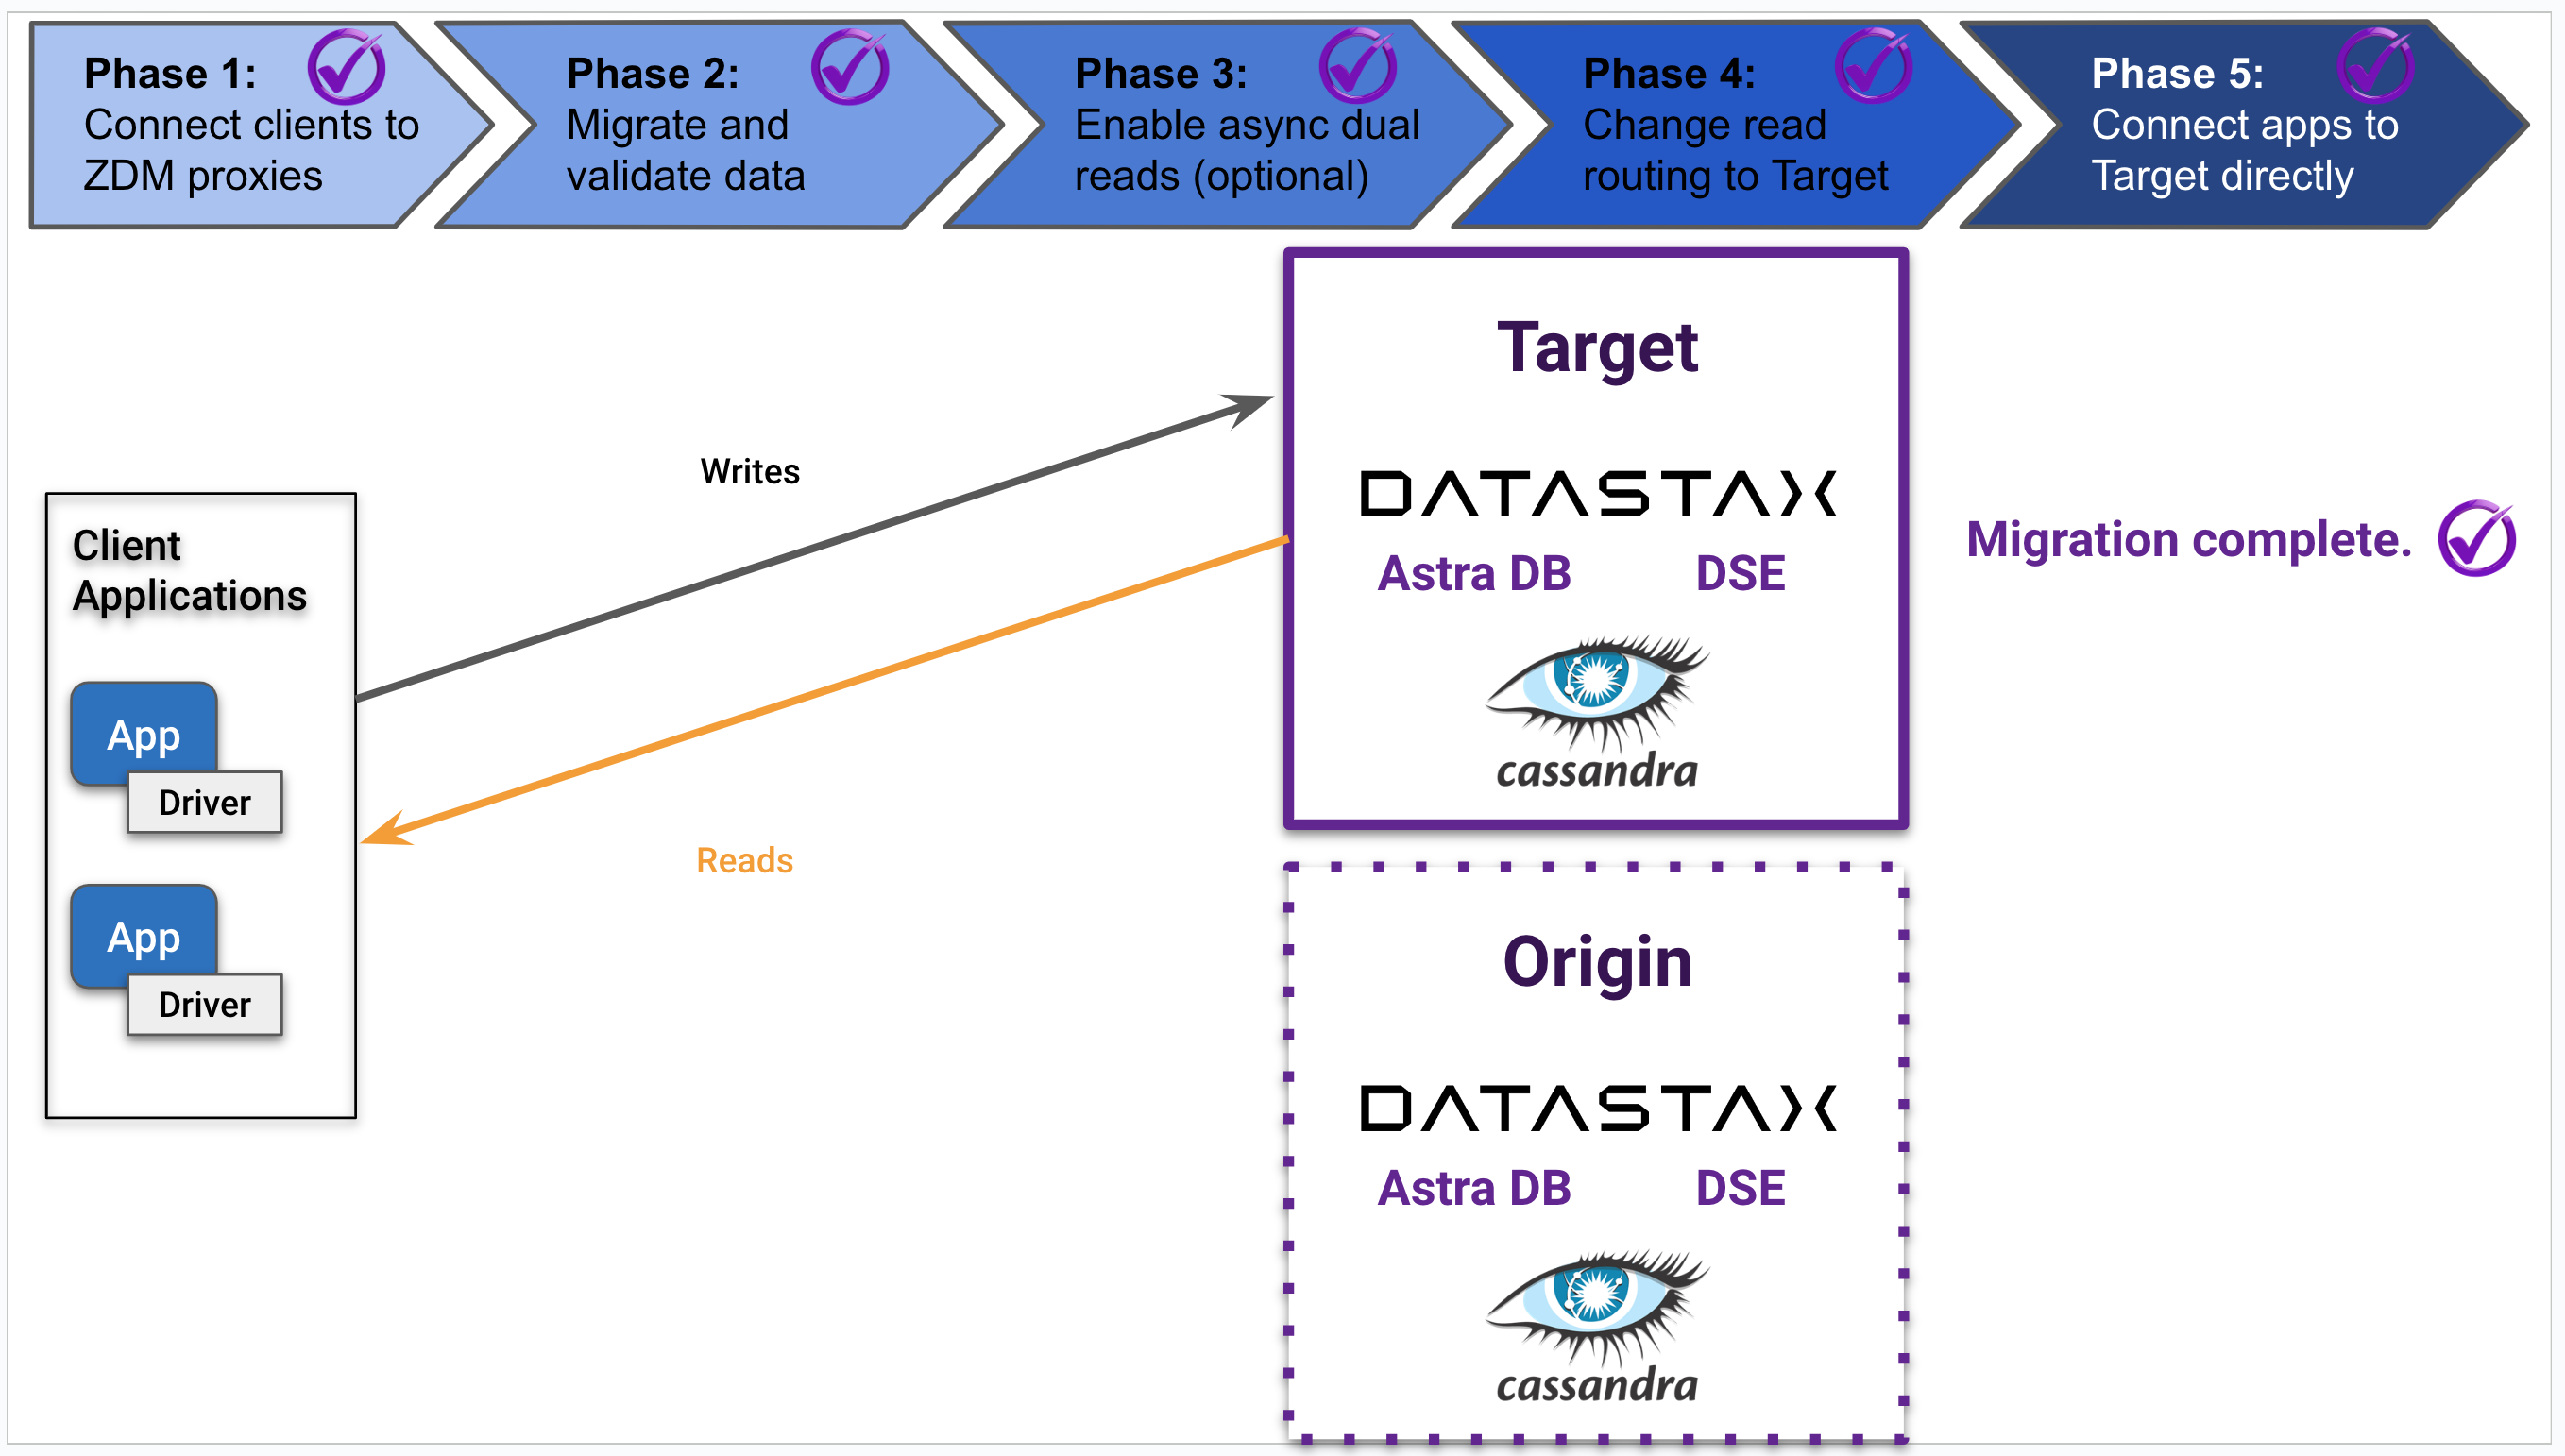 Phase 1:
Connect clients to
ZDM proxies
Phase 2:
Migrate and
validate data
Phase 3:
Enable async dual
reads (optional)
Phase 4:
Change read
routing to Target
Phase 5:
Connect apps to
Target directly
Target
DATASTAX
Astra DB DSE
cassandra
Writes
Reads
Client
Applications
App
Driver
App
Driver
Migration complete.
Origin
DATASTAX
Astra DB DSE
cassandra